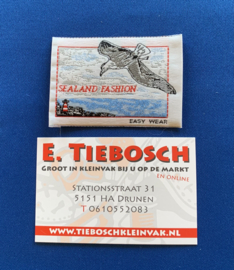 SEALAND FASHION
EASY WEAR
E. TIEBOSCH
GROOT IN KLEINVAK BIJ U OP DE MARKT
EN ONLINE
STATIONSSTRAAT 31
5151 HA DRUNEN
T 0610552083
WWW.TIEBOSCHKLEINVAK.NL